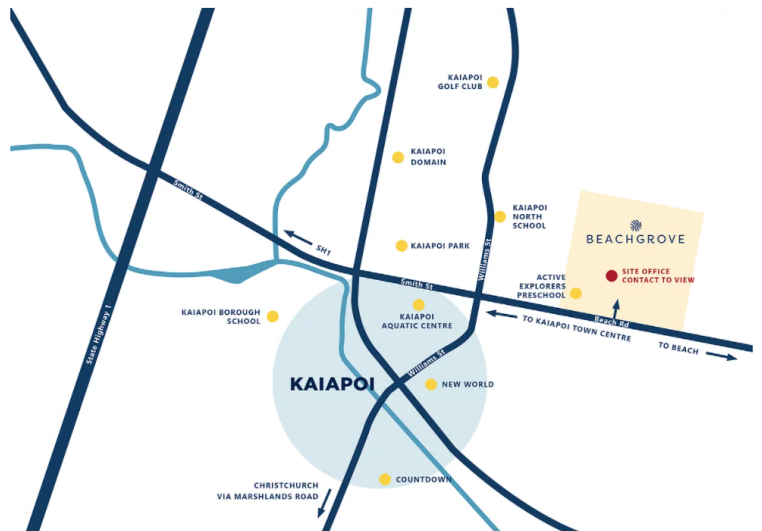 KAIAPOI
GOLF CLUB
KAIAPOI
DOMAIN
Smith St
KAIAPOI
NORTH
SCHOOL
BEACHGROVE
SH1
KAIAPOI PARK
Williams St
SITE OFFICE
CONTACT TO VIEW
ACTIVE
EXPLORERS
PRESCHOOL
Smith St
KAIAPOI BOROUGH
SCHOOL
KAIAPOI
AQUATIC CENTRE
TO KAIAPOI TOWN CENTRE
Beach Rd
TO BEACH
State Highway 1
Williams St
KAIAPOI
NEW WORLD
COUNTDOWN
CHRISTCHURCH
VIA MARSHLANDS ROAD